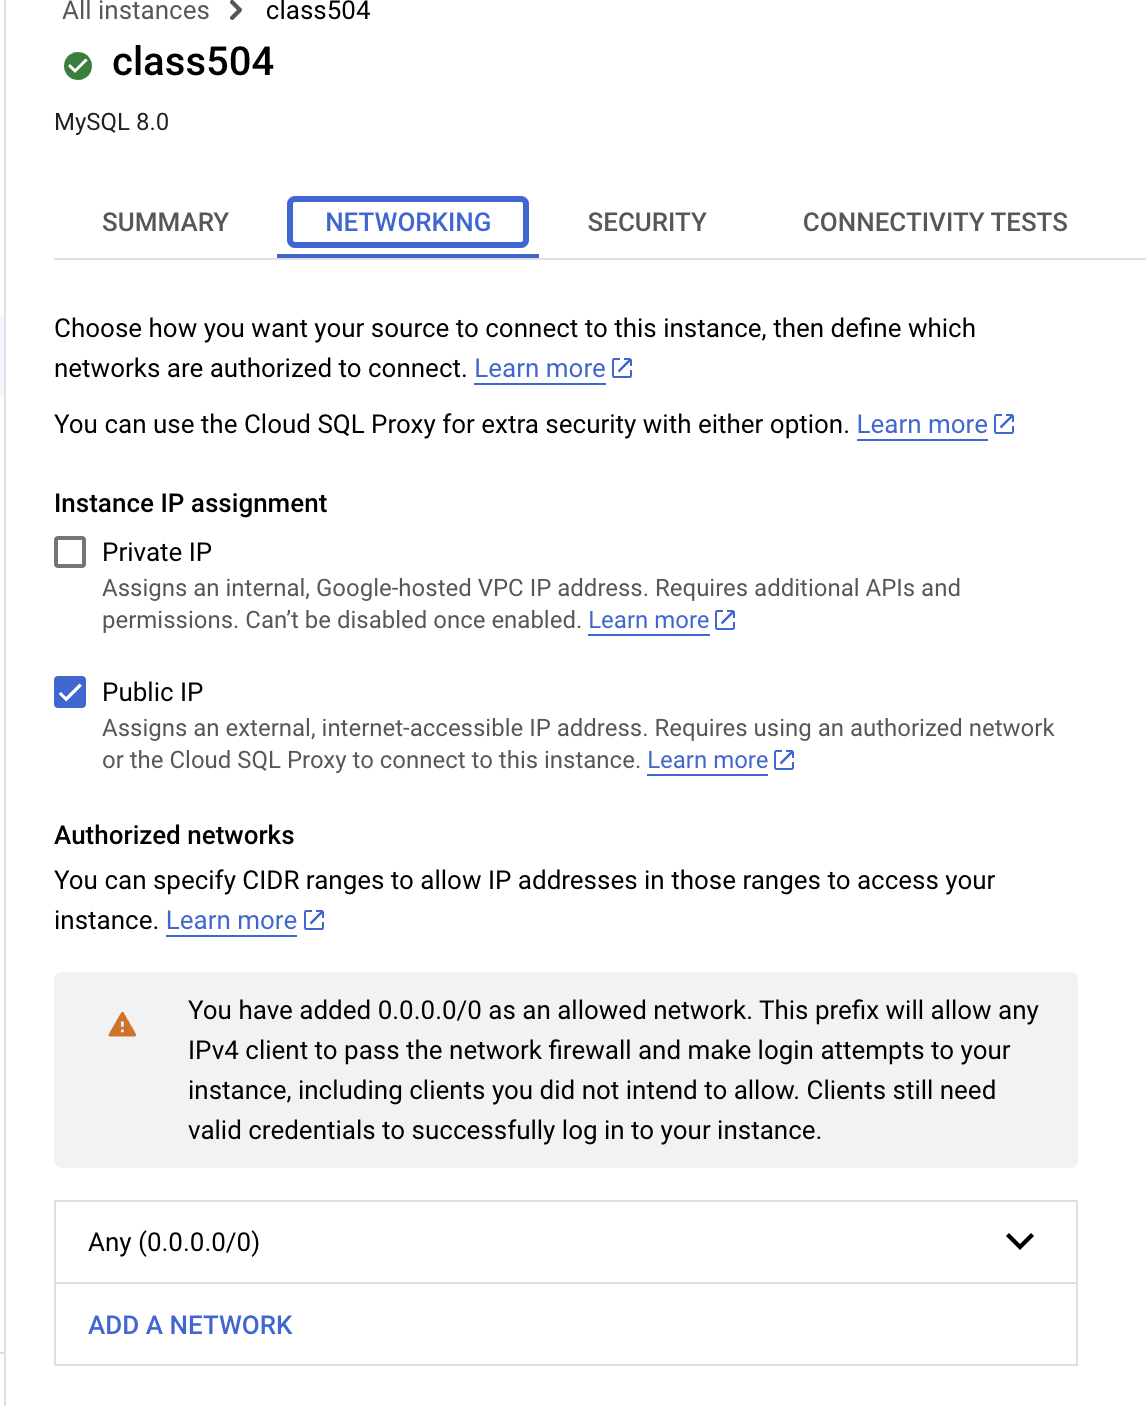 All instances > class504
class504
MySQL 8.0
SUMMARY NETWORKING SECURITY CONNECTIVITY TESTS
Choose how you want your source to connect to this instance, then define which
networks are authorized to connect. Learn more
You can use the Cloud SQL Proxy for extra security with either option. Learn more
Instance IP assignment
Private IP
Assigns an internal, Google-hosted VPC IP address. Requires additional APIs and
permissions. Can’t be disabled once enabled. Learn more
Public IP
Assigns an external, internet-accessible IP address. Requires using an authorized network
or the Cloud SQL Proxy to connect to this instance. Learn more
Authorized networks
You can specify CIDR ranges to allow IP addresses in those ranges to access your
instance. Learn more
You have added 0.0.0.0/0 as an allowed network. This prefix will allow any
IPv4 client to pass the network firewall and make login attempts to your
instance, including clients you did not intend to allow. Clients still need
valid credentials to successfully log in to your instance.
Any (0.0.0.0/0)
ADD A NETWORK